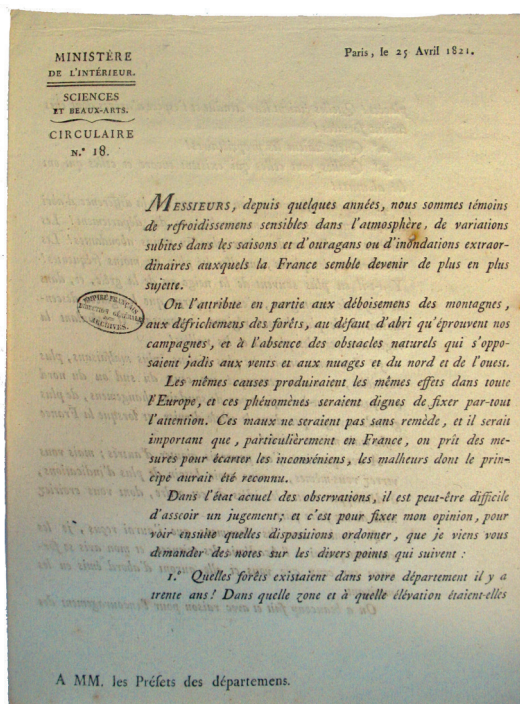 MINISTÈRE
DE L'INTÉRIEUR.
SCIENCES
ET BEAUX-ARTS.
CIRCULAIRE
N.° 18.
Paris, le 25 Avril 1821.
MESSIEURS, depuis quelques années, nous sommes témoins
de refroidissemens sensibles dans l'atmosphère, de variations
subites dans les saisons et d'ouragans ou d'inondations extraor-
dinaires auxquels la France semble devenir de plus en plus
sujette.
On l'attribue en partie aux déboisemens des montagnes,
aux défrichemens des forêts, au défaut d'abri qu'éprouvent nos
campagnes, et à l'absence des obstacles naturels qui s'oppo-
saient jadis aux vents et aux nuages et du nord et de l'ouest.
Les mêmes causes produiraient les mêmes effets dans toute
l'Europe, et ces phénomènes seraient dignes de fixer par-tout
l'attention. Ces maux ne seraient pas sans remède, et il serait
important que, particulièrement en France, on prît des me-
sures pour écarter les inconvéniens, les malheurs dont le prin-
cipe aurait été reconnu.
Dans l'état actuel des observations, il est peut-être difficile
d'asseoir un jugement; et c'est pour fixer mon opinion, pour
voir ensuite quelles dispositions ordonner, que je viens vous
demander des notes sur les divers points qui suivent :
1.° Quelles forêts existaient dans votre département il y a
trente ans ! Dans quelle zone et à quelle élévation étaient-elles
EMPIRE FRANÇAIS
ARCHIVES.
A MM. les Préfets des départemens.